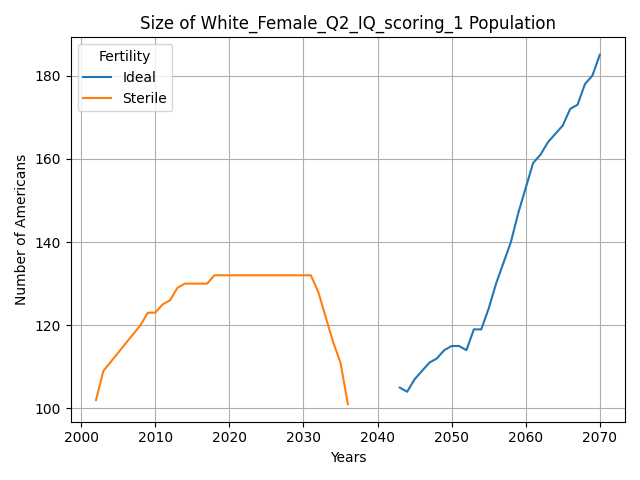 Size of White_Female_Q2_IQ_scoring_1 Population
Fertility
Ideal
Sterile
Number of Americans
180
160
140
120
100
2000 2010 2020 2030 2040 2050 2060 2070
Years